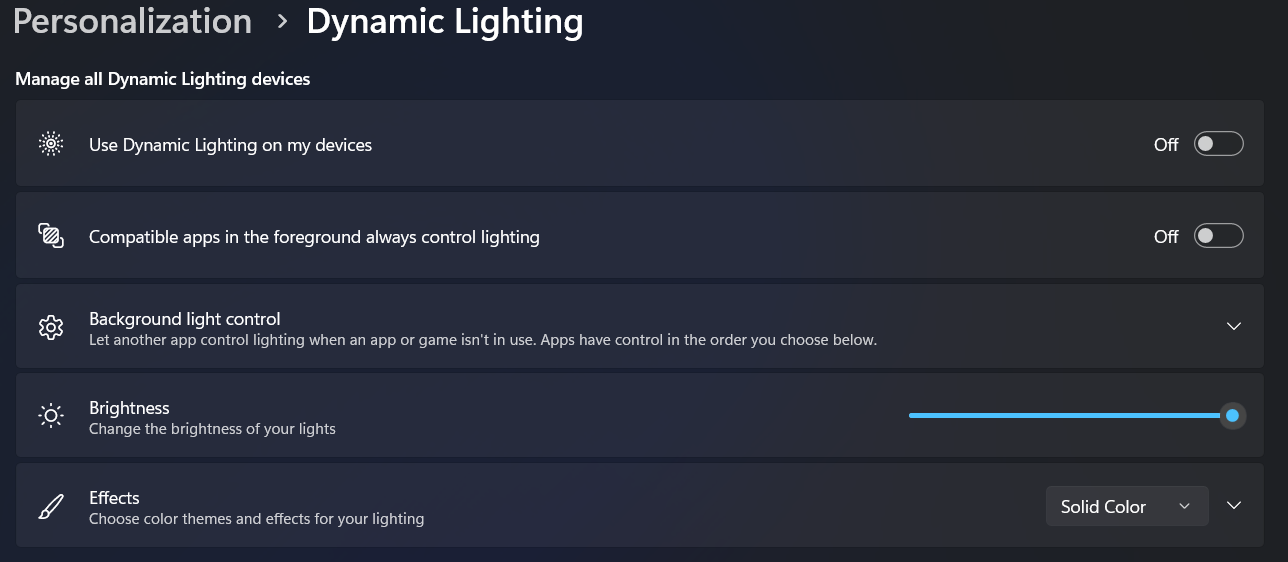 Personalization > Dynamic Lighting
Manage all Dynamic Lighting devices
Use Dynamic Lighting on my devices Off
Compatible apps in the foreground always control lighting Off
Background light control
Let another app control lighting when an app or game isn't in use. Apps have control in the order you choose below.
Brightness
Change the brightness of your lights
Effects
Choose color themes and effects for your lighting
Solid Color